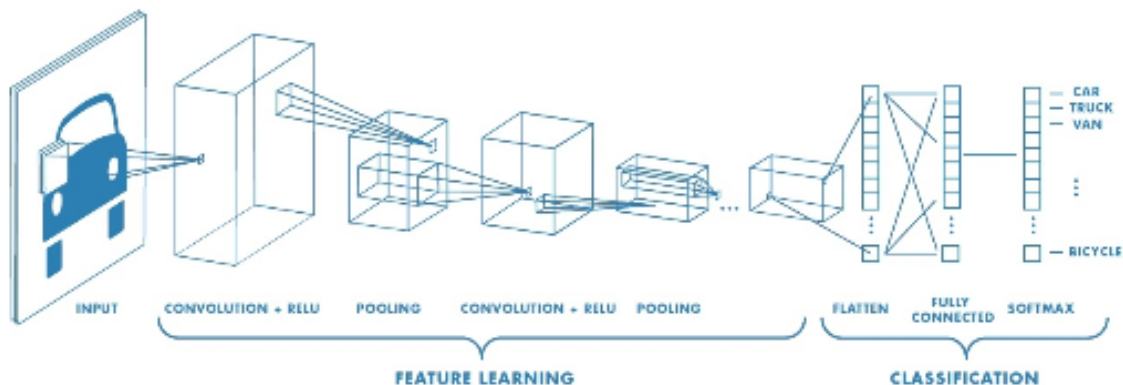 CAR
TRUCK
VAN
BICYCLE
INPUT
CONVOLUTION + RELU
POOLING
CONVOLUTION + RELU
POOLING
FLATTEN
FULLY
CONNECTED
SOFTMAX
FEATURE LEARNING
CLASSIFICATION